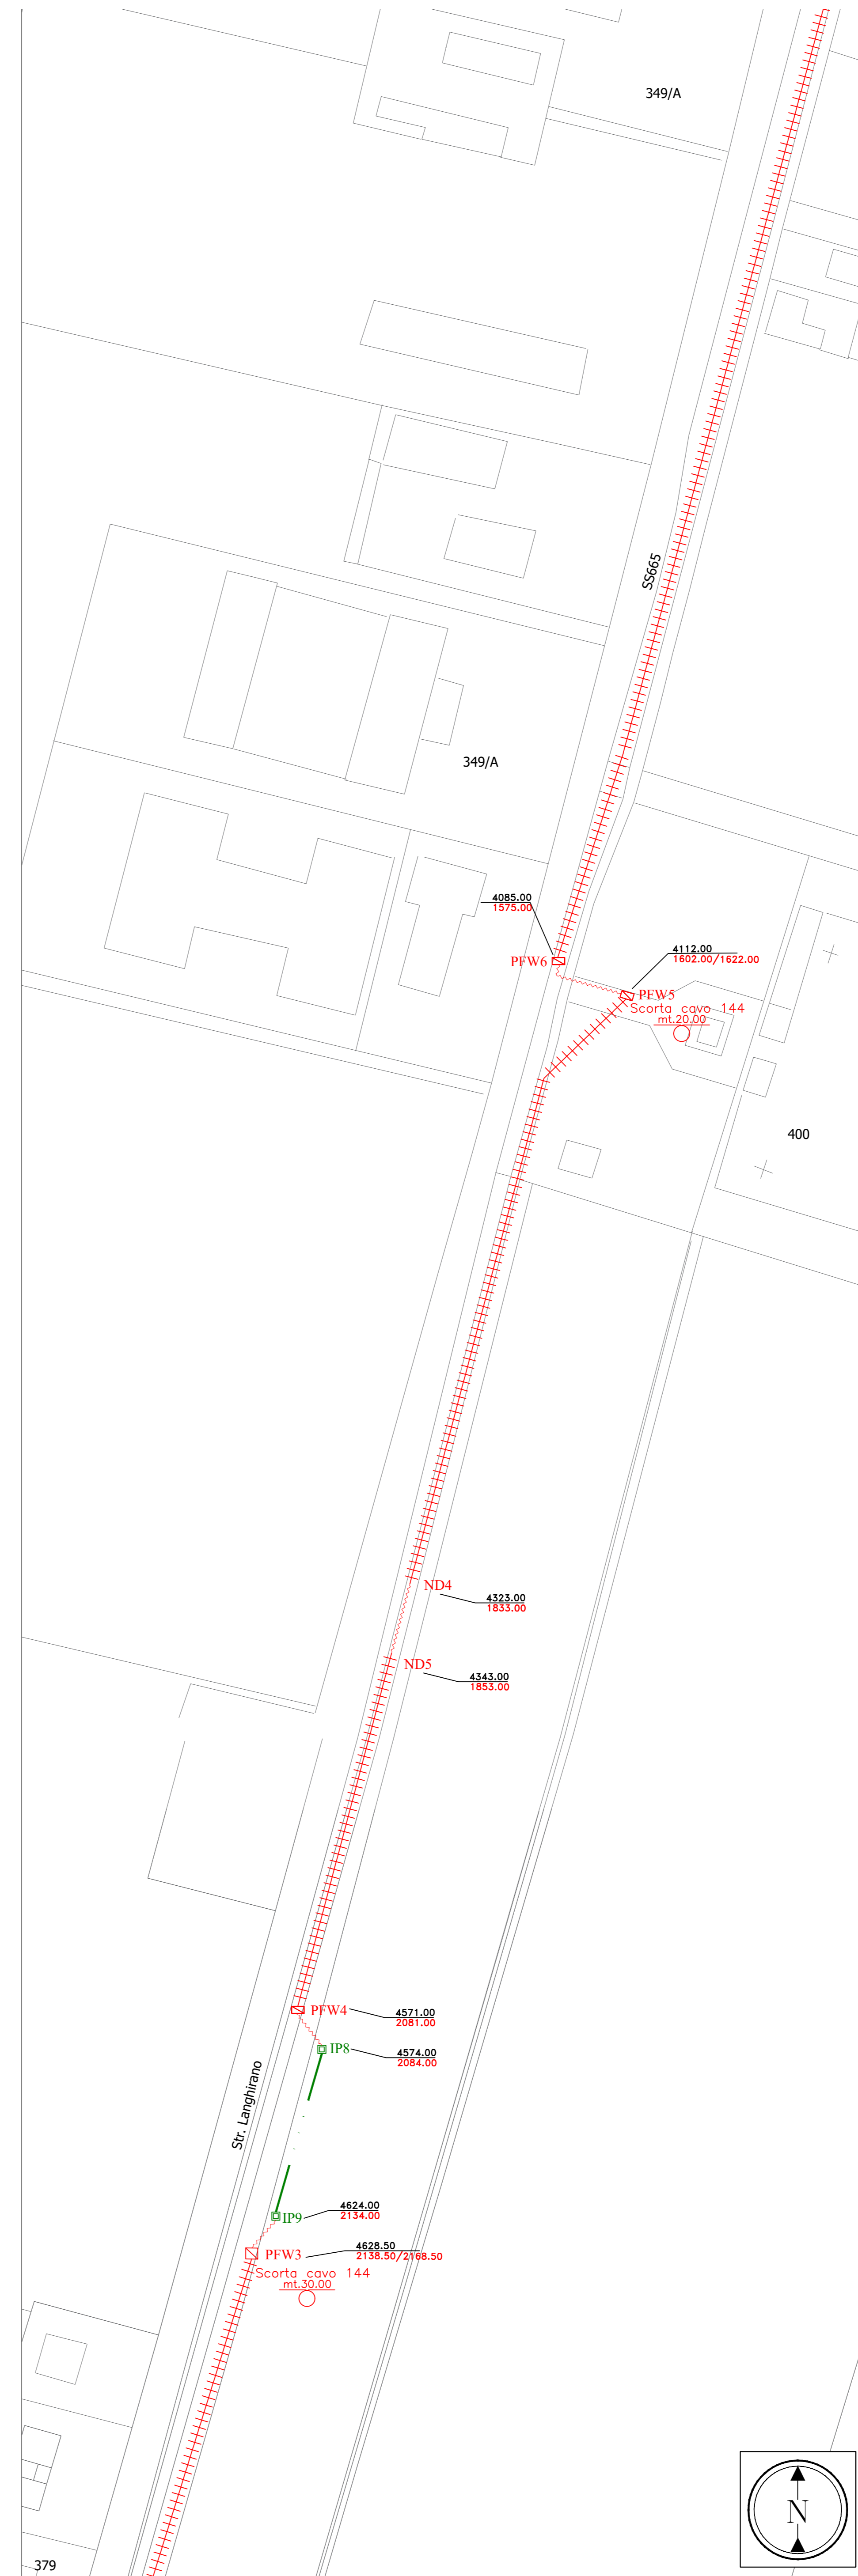 349/A
SS665
349/A
4085.00
1575.00
PFW6
4112.00
1602.00/1622.00
PFW5
Scorta cavo 144
mt.20.00
400
ND4
4323.00
1833.00
ND5
4343.00
1853.00
PFW4
4571.00
2081.00
IP8
4574.00
2084.00
Str. Langhirano
4624.00
2134.00
IP9
4628.50
2138.50/2168.50
PFW3
Scorta cavo 144
mt.30.00
N
379